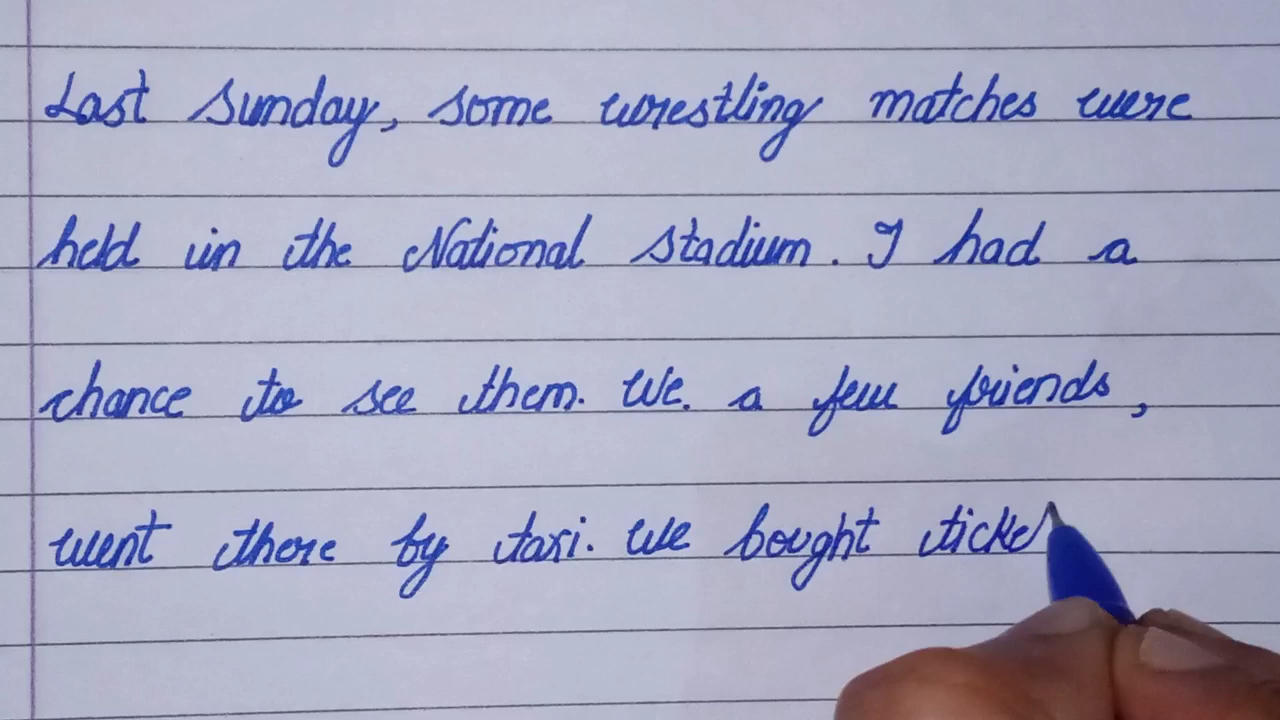 Last Sunday, some wrestling matches were
held in the National Stadium. I had a
chance to see them. We. a few friends,
went there by taxi. We bought ticke